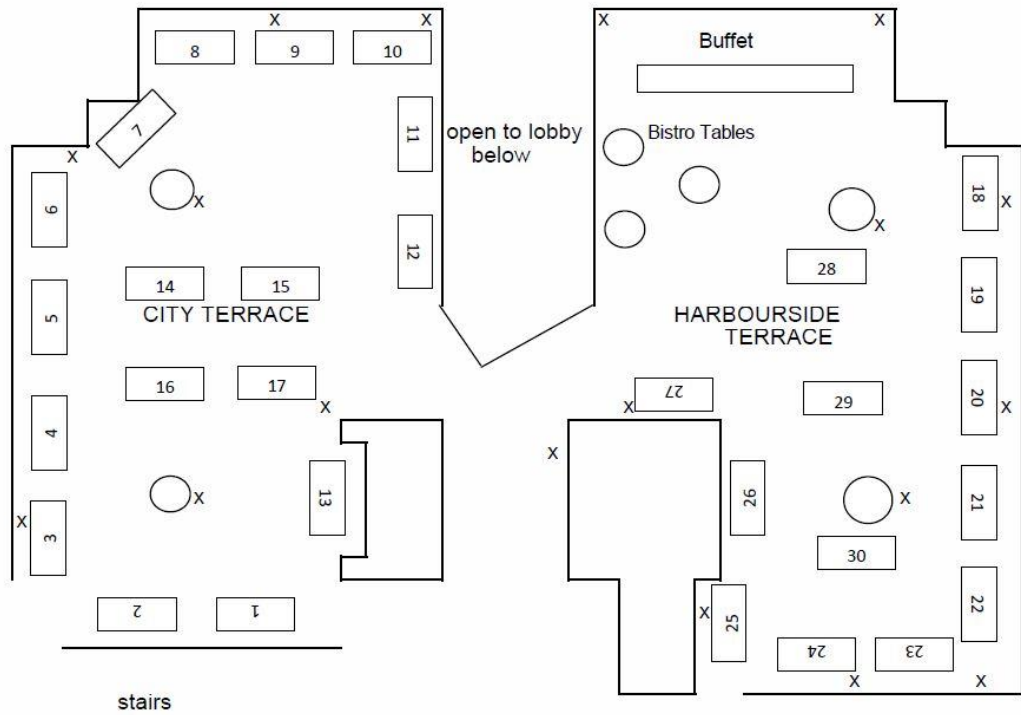 X X X X
Buffet
8 9 10
7
11
open to lobby
below
Bistro Tables
X
6
X
18 X
X
12
28
14 15
CITY TERRACE
5
HARBOURSIDE
TERRACE
19
16 17
X
27
X
29
20 X
4
X
13
X
26
X
21
X
3
30
2 1
X
25
22
24 23
X X
stairs